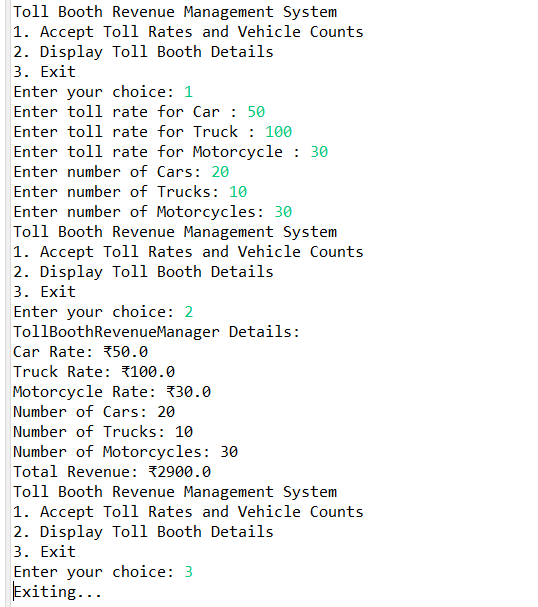 Toll Booth Revenue Management System
1. Accept Toll Rates and Vehicle Counts
2. Display Toll Booth Details
3. Exit
Enter your choice: 1
Enter toll rate for Car : 50
Enter toll rate for Truck : 100
Enter toll rate for Motorcycle : 30
Enter number of Cars: 20
Enter number of Trucks: 10
Enter number of Motorcycles: 30
Toll Booth Revenue Management System
1. Accept Toll Rates and Vehicle Counts
2. Display Toll Booth Details
3. Exit
Enter your choice: 2
TollBoothRevenueManager Details:
Car Rate: ₹50.0
Truck Rate: ₹100.0
Motorcycle Rate: ₹30.0
Number of Cars: 20
Number of Trucks: 10
Number of Motorcycles: 30
Total Revenue: ₹2900.0
Toll Booth Revenue Management System
1. Accept Toll Rates and Vehicle Counts
2. Display Toll Booth Details
3. Exit
Enter your choice: 3
Exiting...